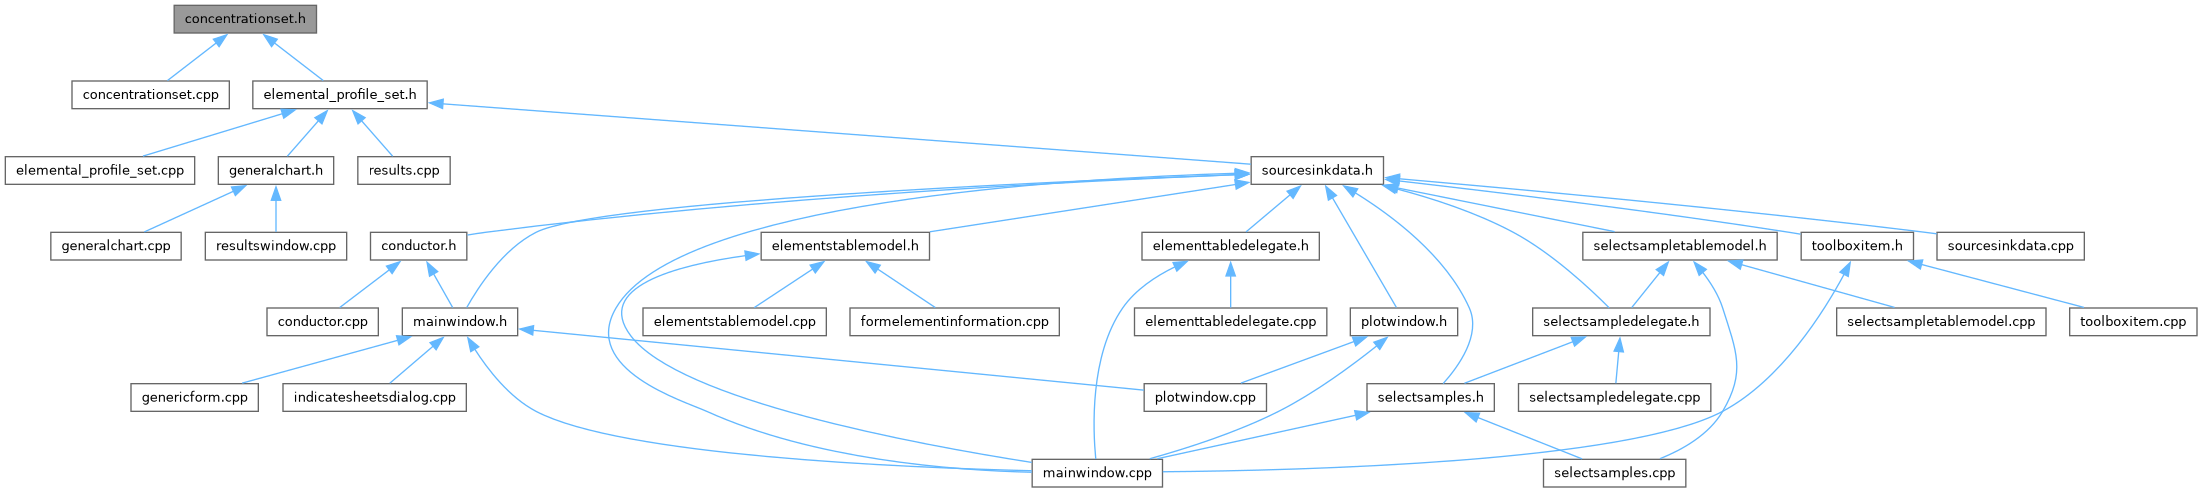 concentrationset.h
concentrationset.cpp
elemental_profile_set.h
elemental_profile_set.cpp
generalchart.h
results.cpp
sourcesinkdata.h
generalchart.cpp
resultswindow.cpp
conductor.h
elementstablemodel.h
elementtabledelegate.h
selectsampletablemodel.h
toolboxitem.h
sourcesinkdata.cpp
conductor.cpp
mainwindow.h
elementstablemodel.cpp
formelementinformation.cpp
elementtabledelegate.cpp
plotwindow.h
selectsampledelegate.h
selectsampletablemodel.cpp
toolboxitem.cpp
genericform.cpp
indicatesheetsdialog.cpp
plotwindow.cpp
selectsamples.h
selectsampledelegate.cpp
mainwindow.cpp
selectsamples.cpp